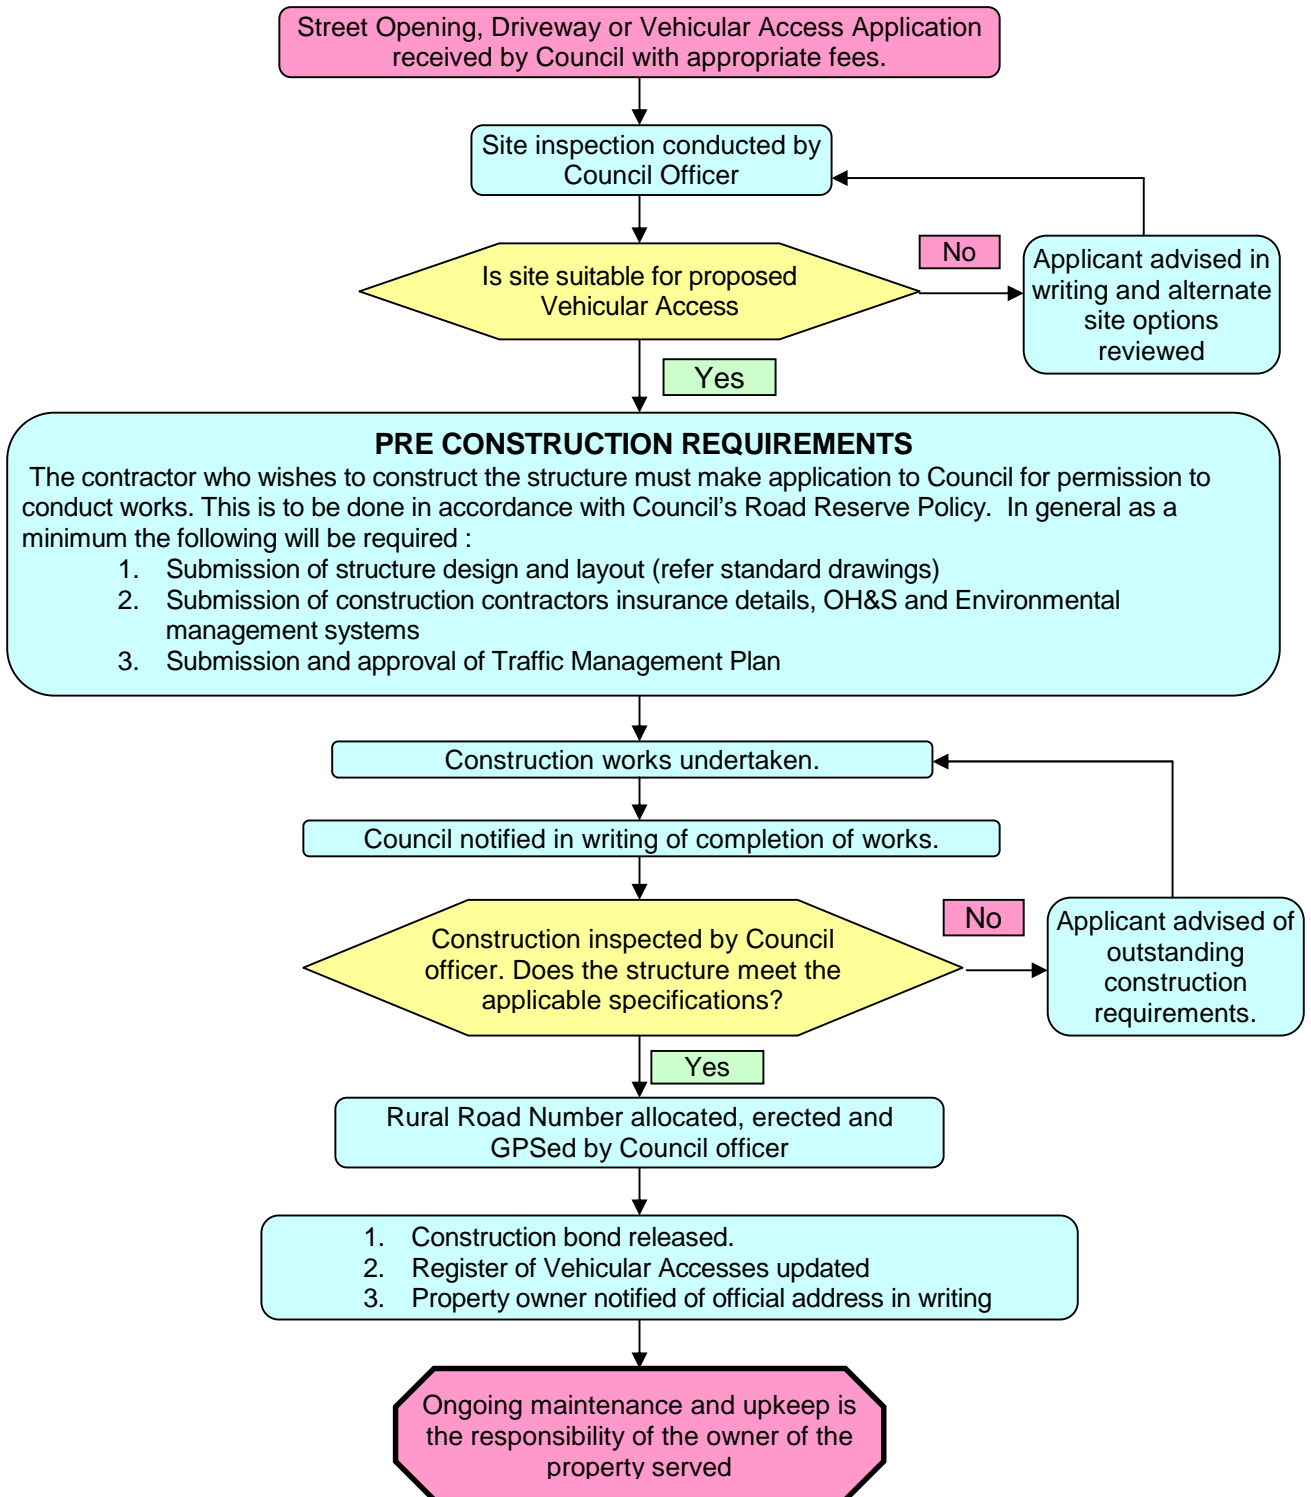 Street Opening, Driveway or Vehicular Access Application
received by Council with appropriate fees.
Site inspection conducted by
Council Officer
Is site suitable for proposed
Vehicular Access
No
Applicant advised in
writing and alternate
site options
reviewed
Yes
PRE CONSTRUCTION REQUIREMENTS
The contractor who wishes to construct the structure must make application to Council for permission to
conduct works. This is to be done in accordance with Council's Road Reserve Policy.  In general as a
minimum the following will be required :
1. Submission of structure design and layout (refer standard drawings)
2. Submission of construction contractors insurance details, OH&S and Environmental
management systems
3. Submission and approval of Traffic Management Plan
Construction works undertaken.
Council notified in writing of completion of works.
Construction inspected by Council
officer. Does the structure meet the
applicable specifications?
No
Applicant advised of
outstanding
construction
requirements.
Yes
Rural Road Number allocated, erected and
GPSed by Council officer
1. Construction bond released.
2. Register of Vehicular Accesses updated
3. Property owner notified of official address in writing
Ongoing maintenance and upkeep is
the responsibility of the owner of the
property served